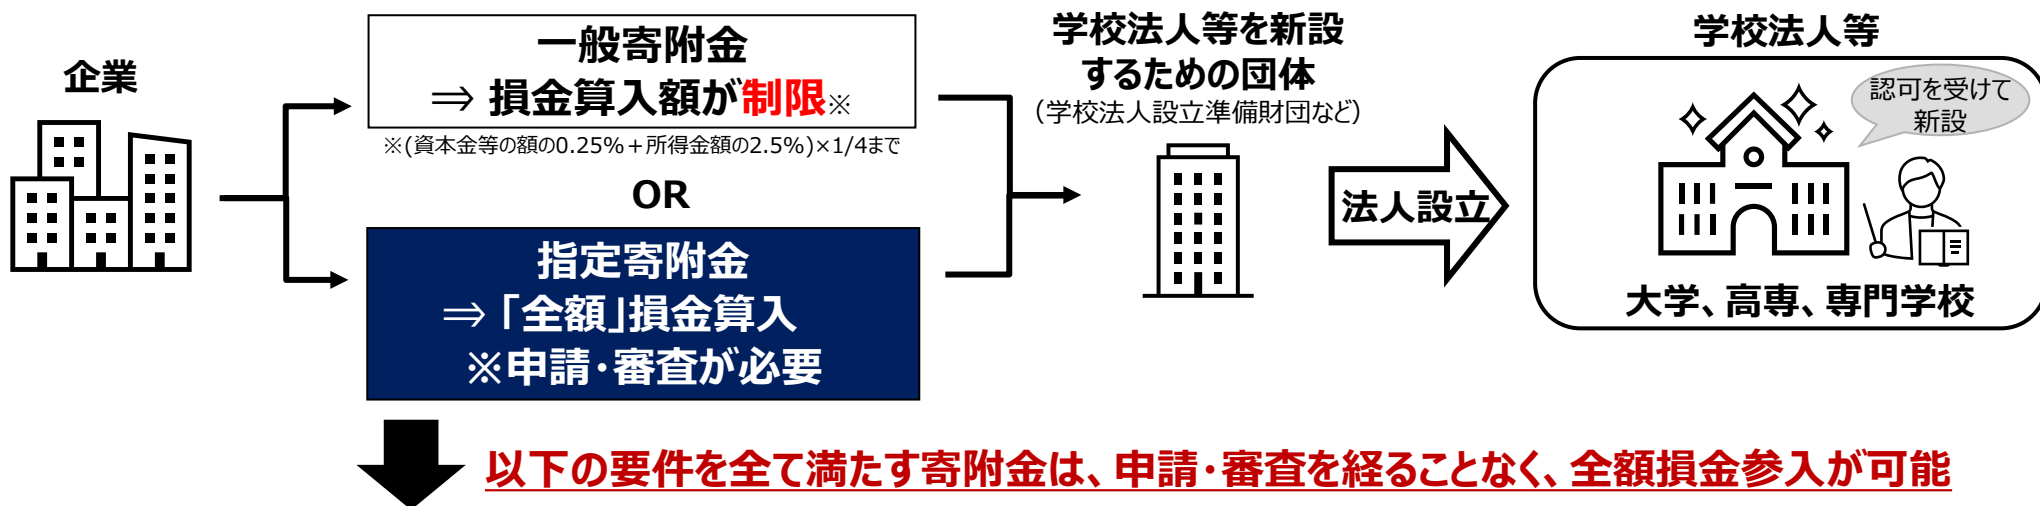 企業
一般寄附金
⇒ 損金算入額が制限※
※(資本金等の額の0.25%+所得金額の2.5%)×1/4まで
OR
指定寄附金
⇒「全額」損金算入
※申請・審査が必要
学校法人等を新設
するための団体
(学校法人設立準備財団など)
法人設立
学校法人等
認可を受けて
新設
大学、高専、専門学校
以下の要件を全て満たす寄附金は、申請・審査を経ることなく、全額損金参入が可能